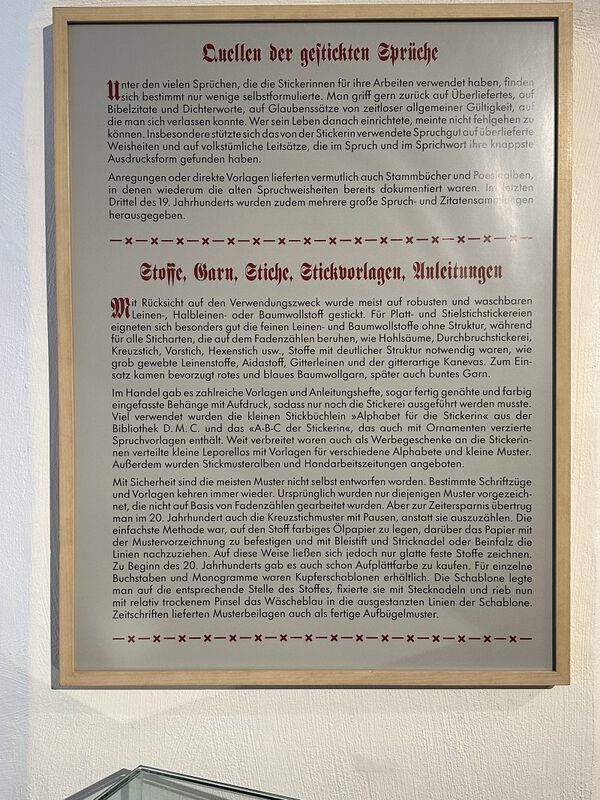 Quellen der gestickten Sprüche
Unter den vielen Sprüchen, die die Stickerinnen für ihre Arbeiten verwendet haben, finden
sich bestimmt nur wenige selbstformulierte. Man griff gern zurück auf Überliefertes, auf
Bibelzitate und Dichterworte, auf Glaubenssätze von zeitloser allgemeiner Gültigkeit, auf
die man sich verlassen konnte. Wer sein Leben danach einrichtete, meinte nicht fehlgehen zu
können. Insbesondere stützte sich das von der Stickerin verwendete Spruchgut auf überlieferte
Weisheiten und auf volkstümliche Leitsätze, die im Spruch und im Sprichwort ihre knappste
Ausdrucksform gefunden haben.
Anregungen oder direkte Vorlagen lieferten vermutlich auch Stammbücher und Poesiealben,
in denen wiederum die alten Spruchweisheiten bereits dokumentiert waren. Im letzten
Drittel des 19. Jahrhunderts wurden zudem mehrere große Spruch- und Zitatensammlungen
herausgegeben.
Stoffe, Garn, Stiche, Stickvorlagen, Anleitungen
Mit Rücksicht auf den Verwendungszweck wurde meist auf robusten und waschbaren
Leinen-, Halbleinen- oder Baumwollstoff gestickt. Für Platt- und Stielstichstickereien
eigneten sich besonders gut die feinen Leinen- und Baumwollstoffe ohne Struktur, während
für alle Sticharten, die auf dem Fadenzählen beruhen, wie Hohlsäume, Durchbruchstickerei,
Kreuzstich, Vorstich, Hexenstich usw., Stoffe mit deutlicher Struktur notwendig waren, wie
grob gewebte Leinenstoffe, Aidastoff, Gitterleinen und der gitterartige Kanevas. Zum Ein-
satz kamen bevorzugt rotes und blaues Baumwollgarn, später auch buntes Garn.
Im Handel gab es zahlreiche Vorlagen und Anleitungshefte, sogar fertig genähte und farbig
eingefasste Behänge mit Aufdruck, sodass nur noch die Stickerei ausgeführt werden musste.
Viel verwendet wurden die kleinen Stickbüchlein »Alphabet für die Stickerin« aus der
Bibliothek D. M. C. und das «A-B-C der Stickerin«, das auch mit Ornamenten verzierte
Spruchvorlagen enthält. Weit verbreitet waren auch als Werbegeschenke an die Stickerin-
nen verteilte kleine Leporellos mit Vorlagen für verschiedene Alphabete und kleine Muster.
Außerdem wurden Stickmusteralben und Handarbeitszeitungen angeboten.
Mit Sicherheit sind die meisten Muster nicht selbst entworfen worden. Bestimmte Schriftzüge
und Vorlagen kehren immer wieder. Ursprünglich wurden nur diejenigen Muster vorgezeich-
net, die nicht auf Basis von Fadenzählen gearbeitet wurden. Aber zur Zeitersparnis übertrug
man im 20. Jahrhundert auch die Kreuzstichmuster mit Pausen, anstatt sie auszuzählen. Die
einfachste Methode war, auf den Stoff farbiges Ölpapier zu legen, darüber das Papier mit
der Mustervorzeichnung zu befestigen und mit Bleistift und Stricknadel oder Beinfalz die
Linien nachzuziehen. Auf diese Weise ließen sich jedoch nur glatte feste Stoffe zeichnen.
Zu Beginn des 20. Jahrhunderts gab es auch schon Aufplättfarbe zu kaufen. Für einzelne
Buchstaben und Monogramme waren Kupferschablonen erhältlich. Die Schablone legte
man auf die entsprechende Stelle des Stoffes, fixierte sie mit Stecknadeln und rieb nun
mit relativ trockenem Pinsel das Wäscheblau in die ausgestanzten Linien der Schablone.
Zeitschriften lieferten Musterbeilagen auch als fertige Aufbügelmuster.